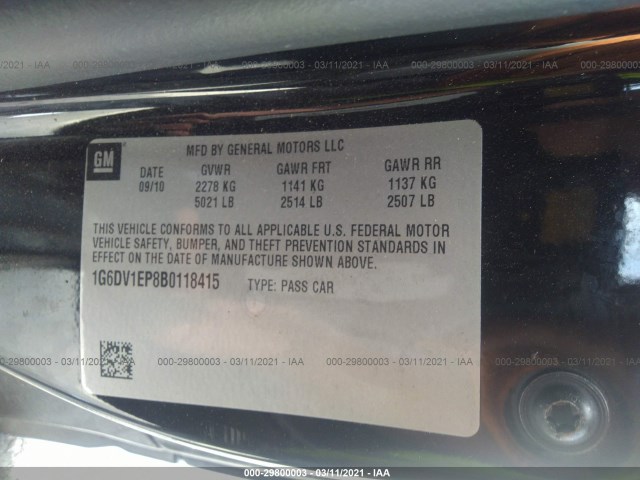 000-29800003 - 03/11/2021 - IAA
GM
MFD BY GENERAL MOTORS LLC
DATE GVWR GAWR FRT GAWR RR
09/10 2278 KG 1141 KG 1137 KG
5021 LB 2514 LB 2507 LB
THIS VEHICLE CONFORMS TO ALL APPLICABLE U.S. FEDERAL MOTOR
VEHICLE SAFETY, BUMPER, AND THEFT PREVENTION STANDARDS IN
EFFECT ON THE DATE OF MANUFACTURE SHOWN ABOVE.
1G6DV1EP8B0118415 TYPE: PASS CAR
000-29800003 - 03/11/2021 - IAA
000-29800003 - 03/11/2021 - IAA